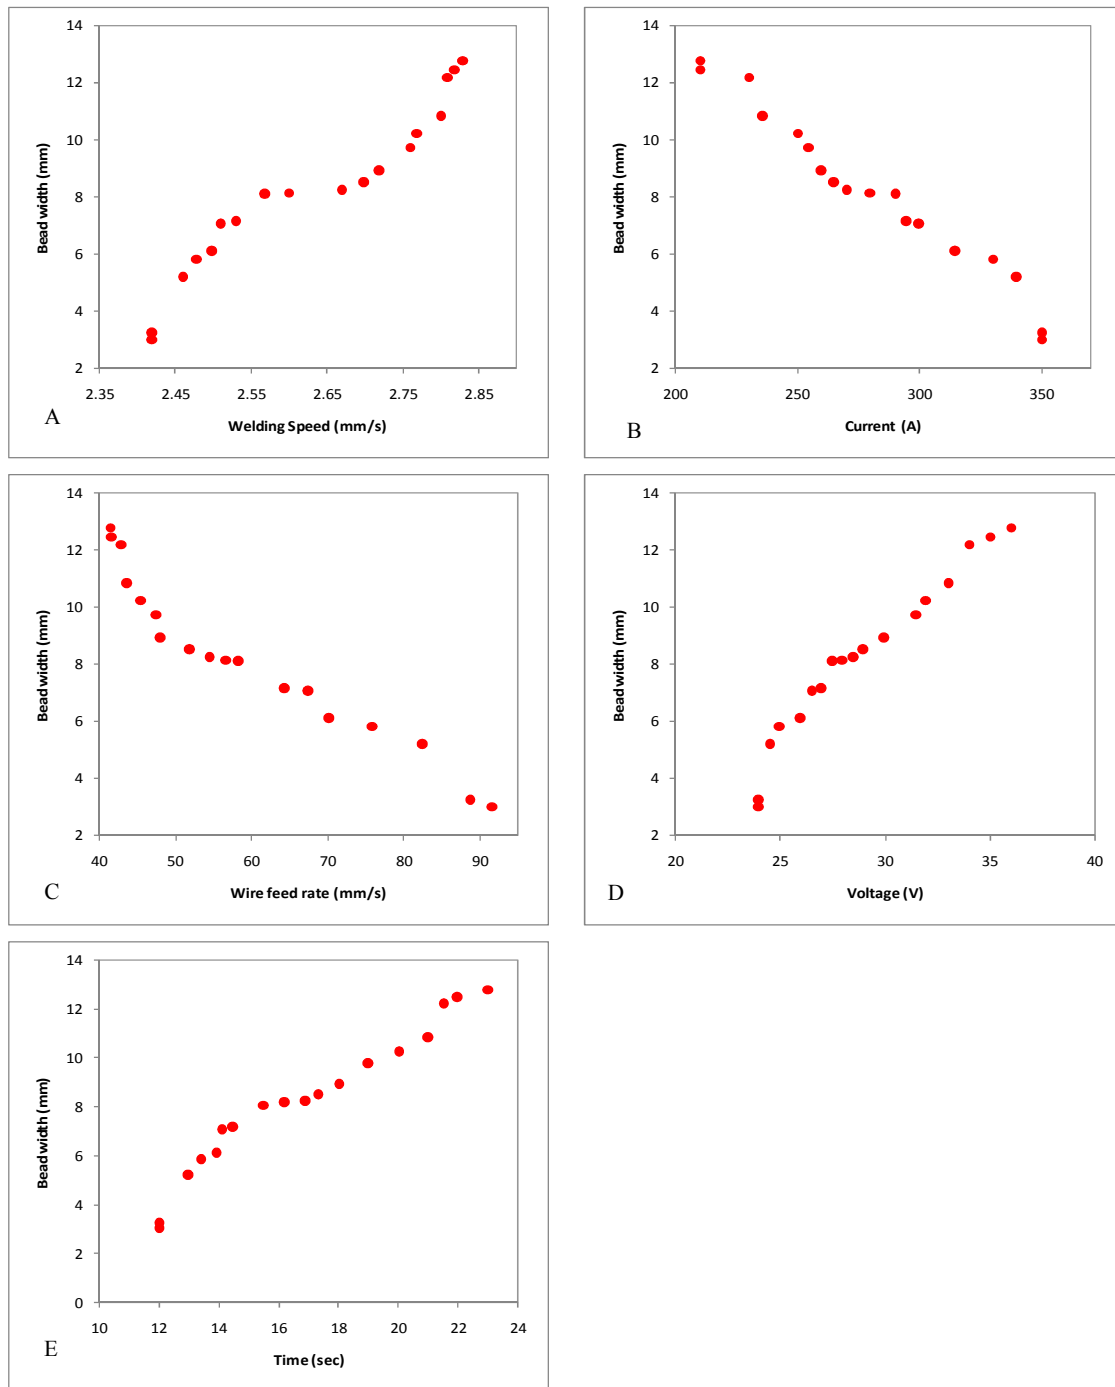 14
12
10
8
6
4
2
Bead width (mm)
2.35 2.45 2.55 2.65 2.75 2.85
Welding Speed (mm/s)
A
14
12
10
8
6
4
2
Bead width (mm)
200 250 300 350
Current (A)
B
14
12
10
8
6
4
2
Bead width (mm)
40 50 60 70 80 90
Wire feed rate (mm/s)
C
14
12
10
8
6
4
2
Bead width (mm)
20 25 30 35 40
Voltage (V)
D
14
12
10
8
6
4
2
0
Bead width (mm)
10 12 14 16 18 20 22 24
Time (sec)
E